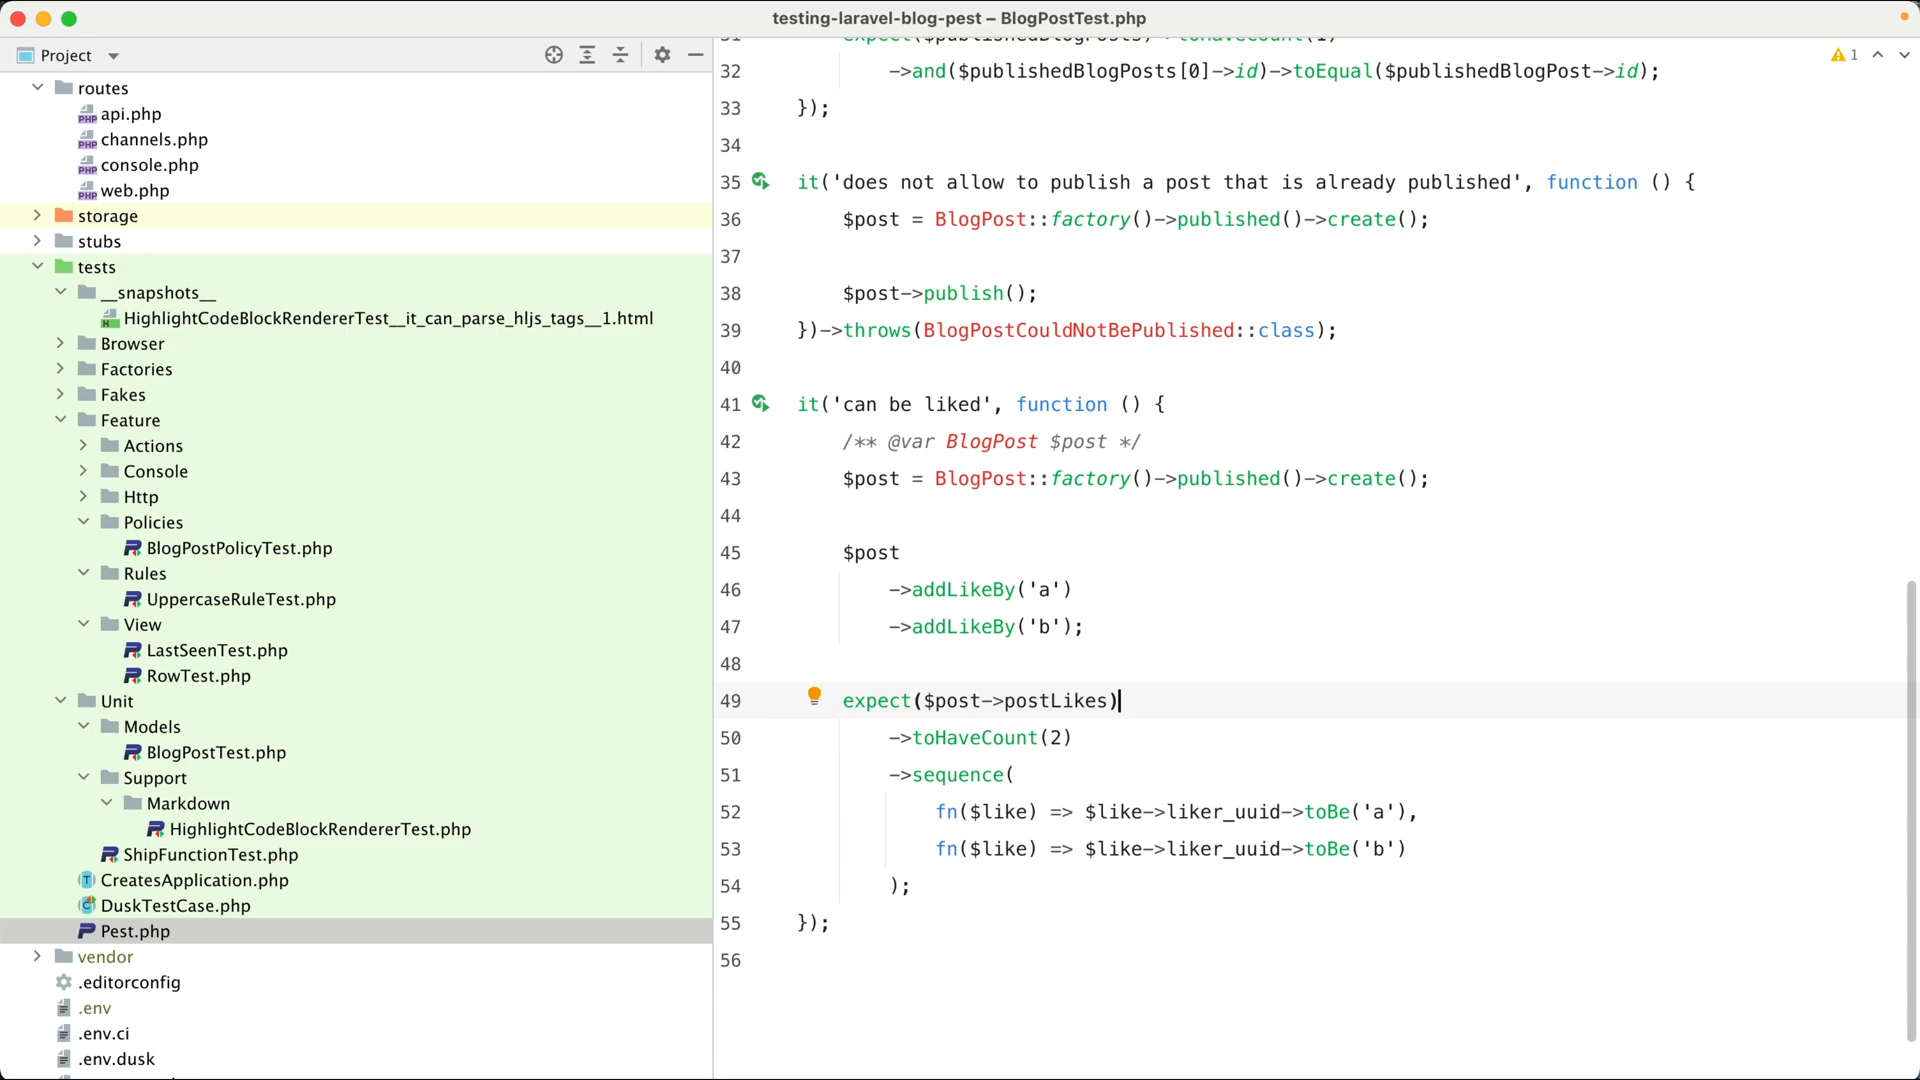 testing-laravel-blog-pest – BlogPostTest.php
Project
routes
api.php
channels.php
console.php
web.php
storage
stubs
tests
__snapshots__
HighlightCodeBlockRendererTest__it_can_parse_hljs_tags__1.html
Browser
Factories
Fakes
Feature
Actions
Console
Http
Policies
BlogPostPolicyTest.php
Rules
UppercaseRuleTest.php
View
LastSeenTest.php
RowTest.php
Unit
Models
BlogPostTest.php
Support
Markdown
HighlightCodeBlockRendererTest.php
ShipFunctionTest.php
CreatesApplication.php
DuskTestCase.php
Pest.php
vendor
.editorconfig
.env
.env.ci
.env.dusk
1
31 expect($publishedBlogPosts)->toHaveCount(1)
32 ->and($publishedBlogPosts[0]->id)->toEqual($publishedBlogPost->id);
33 });
34
35 it('does not allow to publish a post that is already published', function () {
36 $post = BlogPost::factory()->published()->create();
37
38 $post->publish();
39 })->throws(BlogPostCouldNotBePublished::class);
40
41 it('can be liked', function () {
42 /** @var BlogPost $post */
43 $post = BlogPost::factory()->published()->create();
44
45 $post
46 ->addLikeBy('a')
47 ->addLikeBy('b');
48
49 expect($post->postLikes)
50 ->toHaveCount(2)
51 ->sequence(
52 fn($like) => $like->liker_uuid->toBe('a'),
53 fn($like) => $like->liker_uuid->toBe('b')
54 );
55 });
56